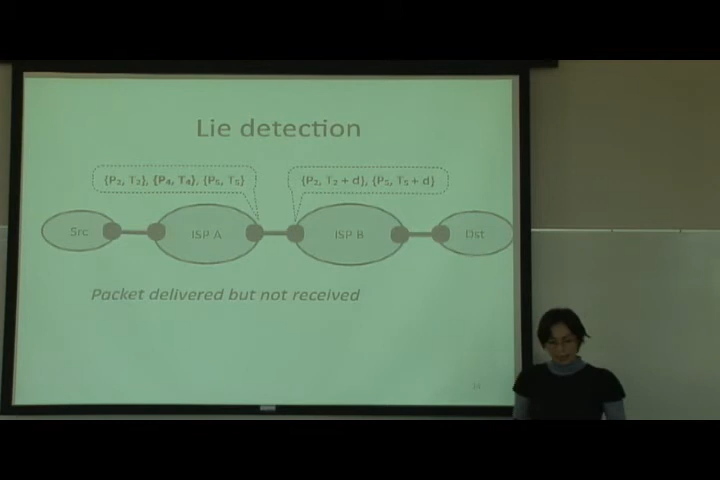 Lie detection
{P₂, T₂}, {P₄, T₄}, {P₅, T₅}
{P₂, T₂ + d}, {P₅, T₅ + d}
Src
ISP A
ISP B
Dst
Packet delivered but not received